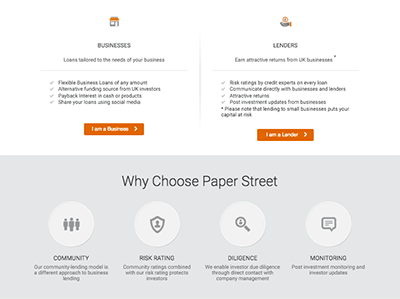 BUSINESSES
Loans tailored to the needs of your business
Flexible Business Loans of any amount
Alternative funding source from UK investors
Payback Interest in cash or products
Share your loans using social media
I am a Business
LENDERS
Earn attractive returns from UK businesses *
Risk ratings by credit experts on every loan
Communicate directly with businesses and lenders
Attractive returns
Post investment updates from businesses
* Please note that lending to small businesses puts your
capital at risk
I am a Lender
Why Choose Paper Street
COMMUNITY
Our community-lending model is
a different approach to business
lending
RISK RATING
Community ratings combined
with our risk rating protects
investors
DILIGENCE
We enable investor due diligence
through direct contact with
company management
MONITORING
Post investment monitoring and
investor updates